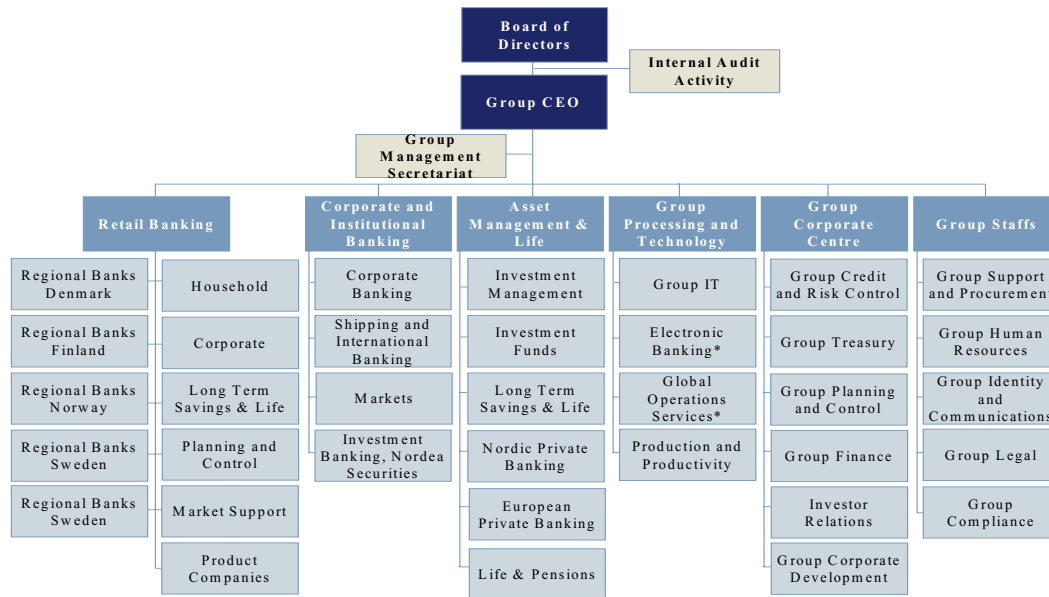 Board of
Directors
Internal Audit
Activity
Group CEO
Group
Management
Secretariat
Retail Banking
Corporate and
Institutional
Banking
Asset
Management &
Life
Group
Processing and
Technology
Group
Corporate
Centre
Group Staffs
Regional Banks
Denmark
Regional Banks
Finland
Regional Banks
Norway
Regional Banks
Sweden
Regional Banks
Sweden
Household
Corporate
Long Term
Savings & Life
Planning and
Control
Market Support
Product
Companies
Corporate
Banking
Shipping and
International
Banking
Markets
Investment
Banking, Nordea
Securities
Investment
Management
Investment
Funds
Long Term
Savings & Life
Nordic Private
Banking
European
Private Banking
Life & Pensions
Group IT
Electronic
Banking*
Global
Operations
Services*
Production and
Productivity
Group Credit
and Risk Control
Group Treasury
Group Planning
and Control
Group Finance
Investor
Relations
Group Corporate
Development
Group Support
and Procurement
Group Human
Resources
Group Identity
and
Communications
Group Legal
Group
Compliance